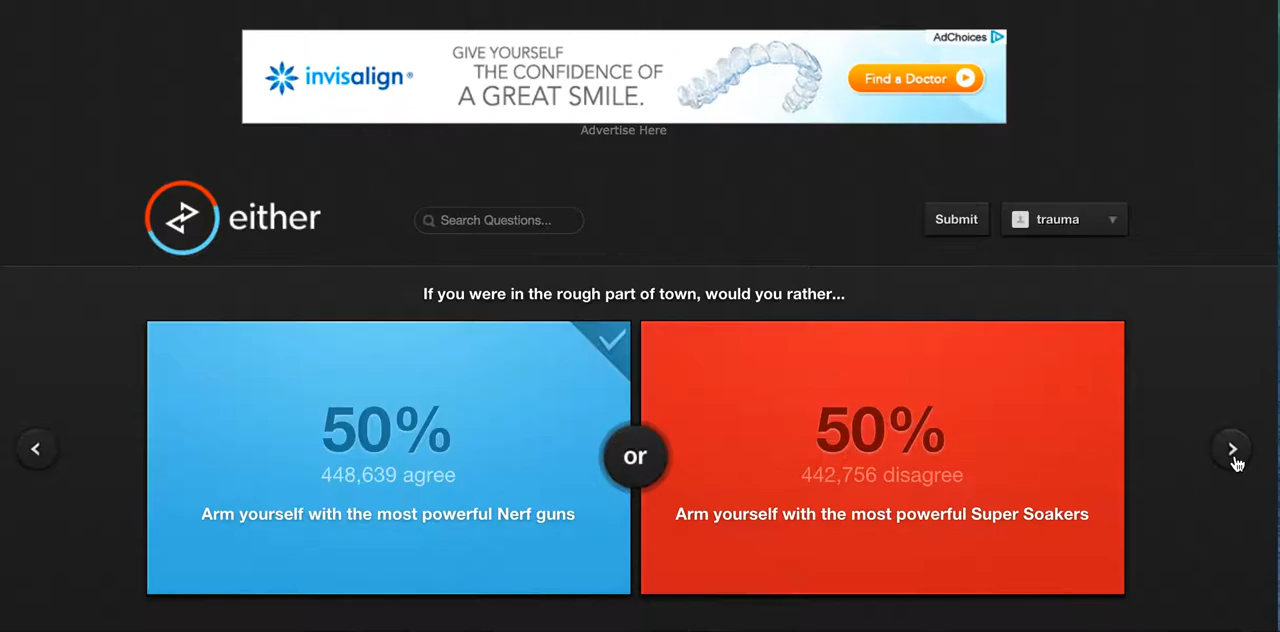 AdChoices
invisalign®
GIVE YOURSELF
THE CONFIDENCE OF
A GREAT SMILE.
Find a Doctor
Advertise Here
either
Search Questions...
Submit
trauma
If you were in the rough part of town, would you rather...
50%
448,639 agree
Arm yourself with the most powerful Nerf guns
or
50%
442,756 disagree
Arm yourself with the most powerful Super Soakers